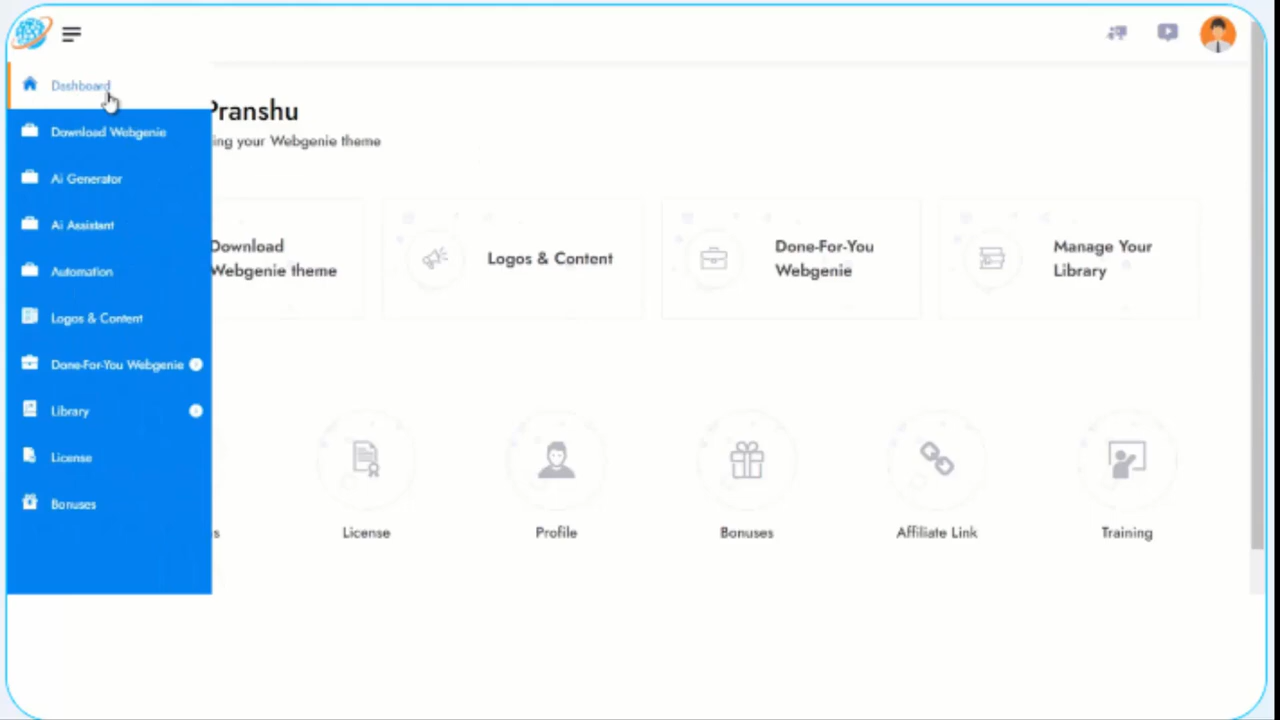 Dashboard
Pranshu
Download Webgenie
ing your Webgenie theme
Ai Generator
Ai Assistant
Automation
Logos & Content
Done-For-You Webgenie
Library
License
Bonuses
Download
Webgenie theme
Logos & Content
Done-For-You
Webgenie
Manage Your
Library
s
License
Profile
Bonuses
Affiliate Link
Training